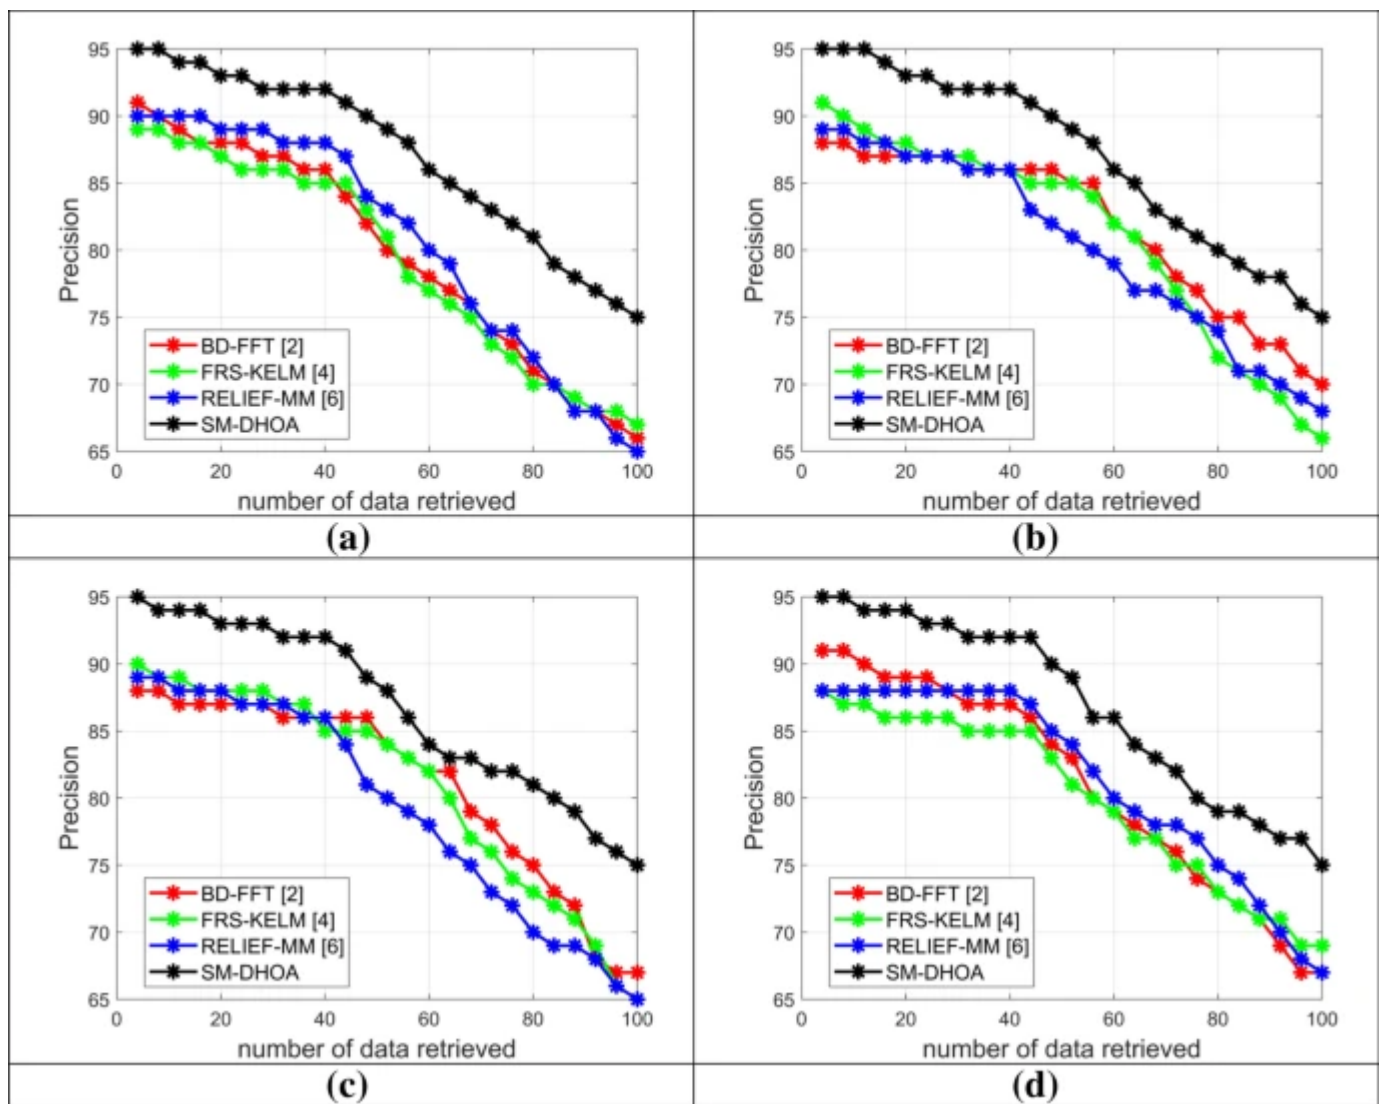 95
90
85
80
75
70
65
Precision
BD-FFT [2]
FRS-KELM [4]
RELIEF-MM [6]
SM-DHOA
0 20 40 60 80 100
number of data retrieved
(a)
95
90
85
80
75
70
65
Precision
BD-FFT [2]
FRS-KELM [4]
RELIEF-MM [6]
SM-DHOA
0 20 40 60 80 100
number of data retrieved
(b)
95
90
85
80
75
70
65
Precision
BD-FFT [2]
FRS-KELM [4]
RELIEF-MM [6]
SM-DHOA
0 20 40 60 80 100
number of data retrieved
(c)
95
90
85
80
75
70
65
Precision
BD-FFT [2]
FRS-KELM [4]
RELIEF-MM [6]
SM-DHOA
0 20 40 60 80 100
number of data retrieved
(d)